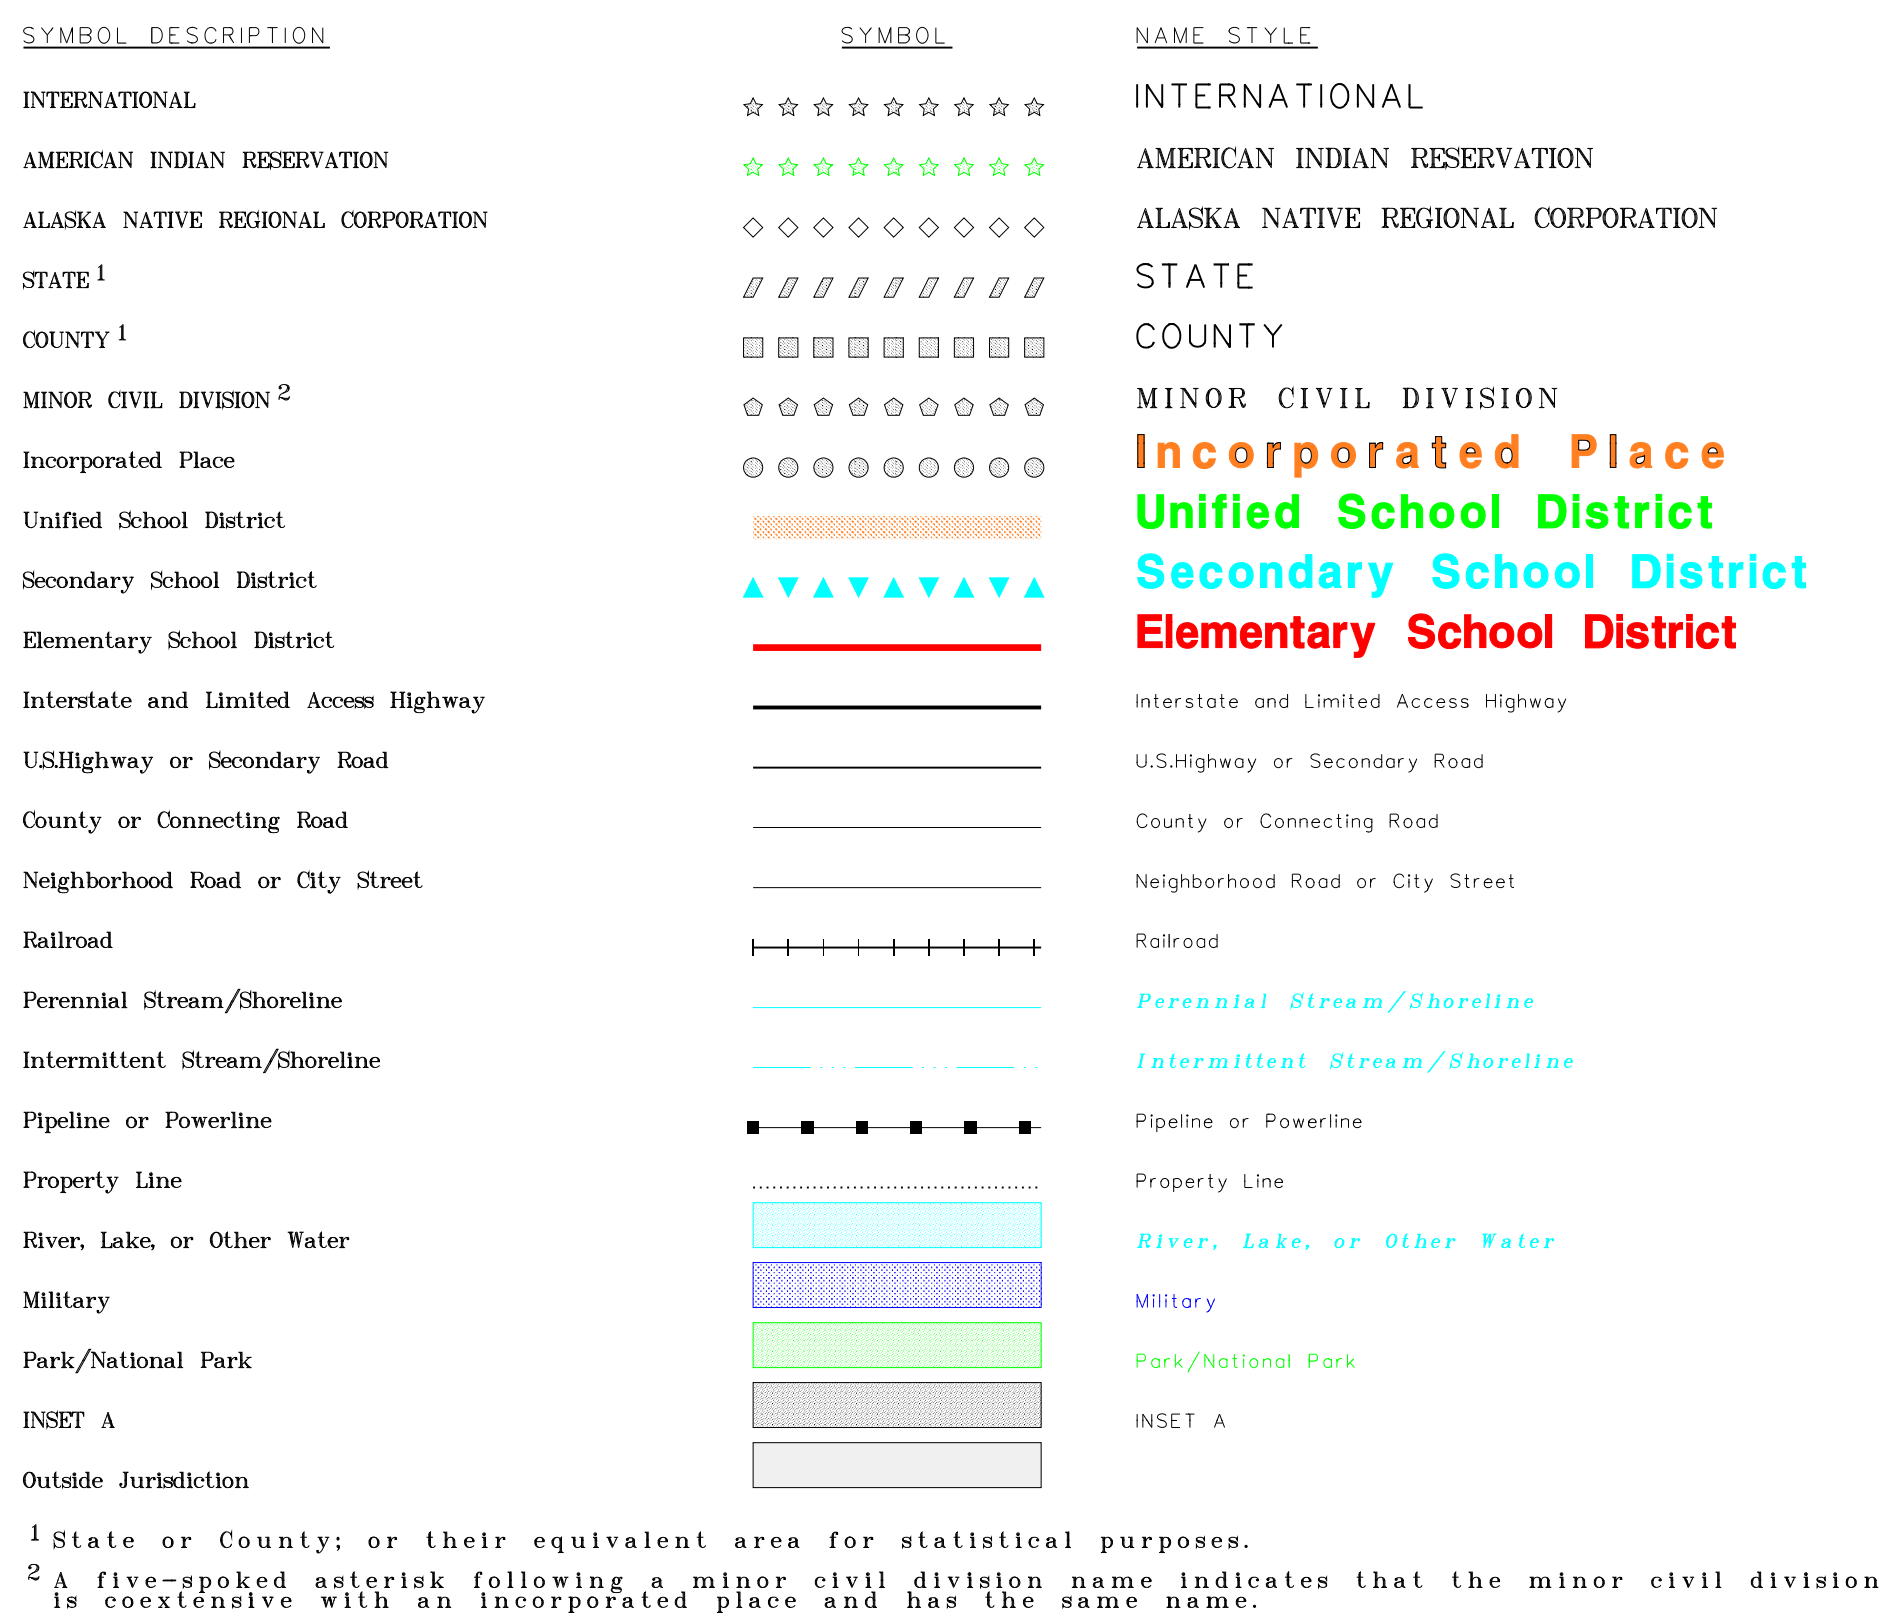 SYMBOL DESCRIPTION SYMBOL NAME STYLE
INTERNATIONAL INTERNATIONAL
AMERICAN INDIAN RESERVATION AMERICAN INDIAN RESERVATION
ALASKA NATIVE REGIONAL CORPORATION ALASKA NATIVE REGIONAL CORPORATION
STATE 1 STATE
COUNTY 1 COUNTY
MINOR CIVIL DIVISION 2 MINOR CIVIL DIVISION
Incorporated Place Incorporated Place
Unified School District Unified School District
Secondary School District Secondary School District
Elementary School District Elementary School District
Interstate and Limited Access Highway Interstate and Limited Access Highway
U.S.Highway or Secondary Road U.S.Highway or Secondary Road
County or Connecting Road County or Connecting Road
Neighborhood Road or City Street Neighborhood Road or City Street
Railroad Railroad
Perennial Stream/Shoreline Perennial Stream/Shoreline
Intermittent Stream/Shoreline Intermittent Stream/Shoreline
Pipeline or Powerline Pipeline or Powerline
Property Line Property Line
River, Lake, or Other Water River, Lake, or Other Water
Military Military
Park/National Park Park/National Park
INSET A INSET A
Outside Jurisdiction
1 State or County; or their equivalent area for statistical purposes.
2 A five-spoked asterisk following a minor civil division name indicates that the minor civil division
is coextensive with an incorporated place and has the same name.